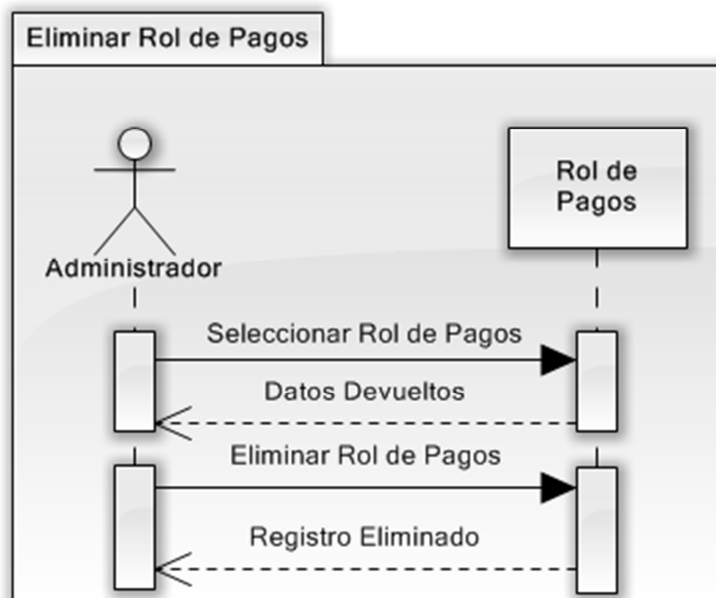 Eliminar Rol de Pagos
Rol de
Pagos
Administrador
Seleccionar Rol de Pagos
Datos Devueltos
Eliminar Rol de Pagos
Registro Eliminado